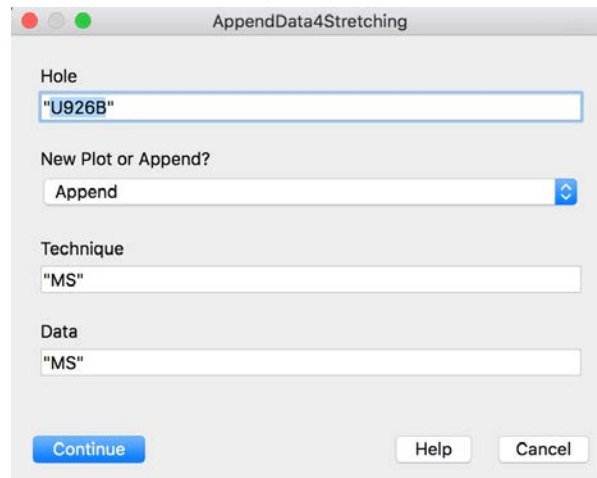 AppendData4Stretching
Hole
"U926B"
New Plot or Append?
Append
Technique
"MS"
Data
"MS"
Continue Help Cancel